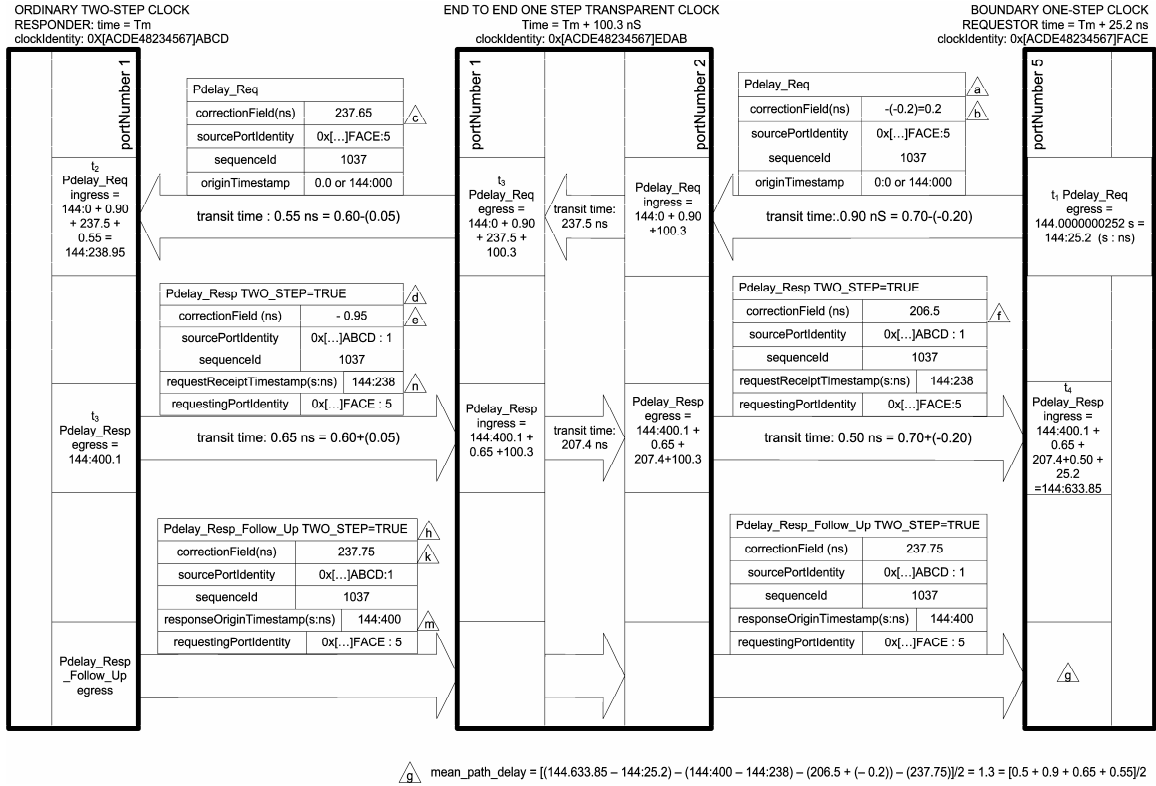 ORDINARY TWO-STEP CLOCK
RESPONDER: time = Tm
clockIdentity: 0X[ACDE48234567]ABCD
END TO END ONE STEP TRANSPARENT CLOCK
Time = Tm + 100.3 nS
clockIdentity: 0x[ACDE48234567]EDAB
BOUNDARY ONE-STEP CLOCK
REQUESTOR time = Tm + 25.2 ns
clockIdentity: 0x[ACDE48234567]FACE
portNumber 1
portNumber 1
portNumber 2
portNumber 5
Pdelay_Req
correctionField(ns) 237.65 c
sourcePortIdentity 0x[...]FACE:5
sequenceId 1037
originTimestamp 0.0 or 144:000
transit time : 0.55 ns = 0.60-(0.05)
Pdelay_Req a
correctionField(ns) -(-0.2)=0.2 b
sourcePortIdentity 0x[...]FACE:5
sequenceId 1037
originTimestamp 0:0 or 144:000
transit time:.0.90 nS = 0.70-(-0.20)
t2
Pdelay_Req
ingress =
144:0 + 0.90
+ 237.5 +
0.55 =
144:238.95
t3
Pdelay_Req
egress =
144:0 + 0.90
+ 237.5 +
100.3
transit time:
237.5 ns
Pdelay_Req
ingress =
144:0 + 0.90
+100.3
t1 Pdelay_Req
egress =
144.0000000252 s =
144:25.2 (s : ns)
Pdelay_Resp TWO_STEP=TRUE d
correctionField (ns) - 0.95 e
sourcePortIdentity 0x[...]ABCD : 1
sequenceId 1037
requestReceiptTimestamp(s:ns) 144:238 n
requestingPortIdentity 0x[...]FACE : 5
transit time: 0.65 ns = 0.60+(0.05)
Pdelay_Resp TWO_STEP=TRUE
correctionField (ns) 206.5 f
sourcePortIdentity 0x[...]ABCD : 1
sequenceId 1037
requestReceiptTimestamp(s:ns) 144:238
requestingPortIdentity 0x[...]FACE:5
transit time: 0.50 ns = 0.70+(-0.20)
t3
Pdelay_Resp
egress =
144:400.1
Pdelay_Resp
ingress =
144:400.1 +
0.65 +100.3
transit time:
207.4 ns
Pdelay_Resp
egress =
144:400.1 +
0.65 +
207.4+100.3
t4
Pdelay_Resp
ingress =
144:400.1 +
0.65 +
207.4+0.50 +
25.2
=144:633.85
Pdelay_Resp_Follow_Up TWO_STEP=TRUE h
correctionField(ns) 237.75 k
sourcePortIdentity 0x[...]ABCD:1
sequenceId 1037
responseOriginTimestamp(s:ns) 144:400 m
requestingPortIdentity 0x[...]FACE : 5
Pdelay_Resp_Follow_Up TWO_STEP=TRUE
correctionField (ns) 237.75
sourcePortIdentity 0x[...]ABCD : 1
sequenceId 1037
responseOriginTimestamp(s:ns) 144:400
requestingPortIdentity 0x[...]FACE : 5
Pdelay_Resp
_Follow_Up
egress
g
g mean_path_delay = [(144.633.85 – 144:25.2) – (144:400 – 144:238) – (206.5 + (– 0.2)) – (237.75)]/2 = 1.3 = [0.5 + 0.9 + 0.65 + 0.55]/2